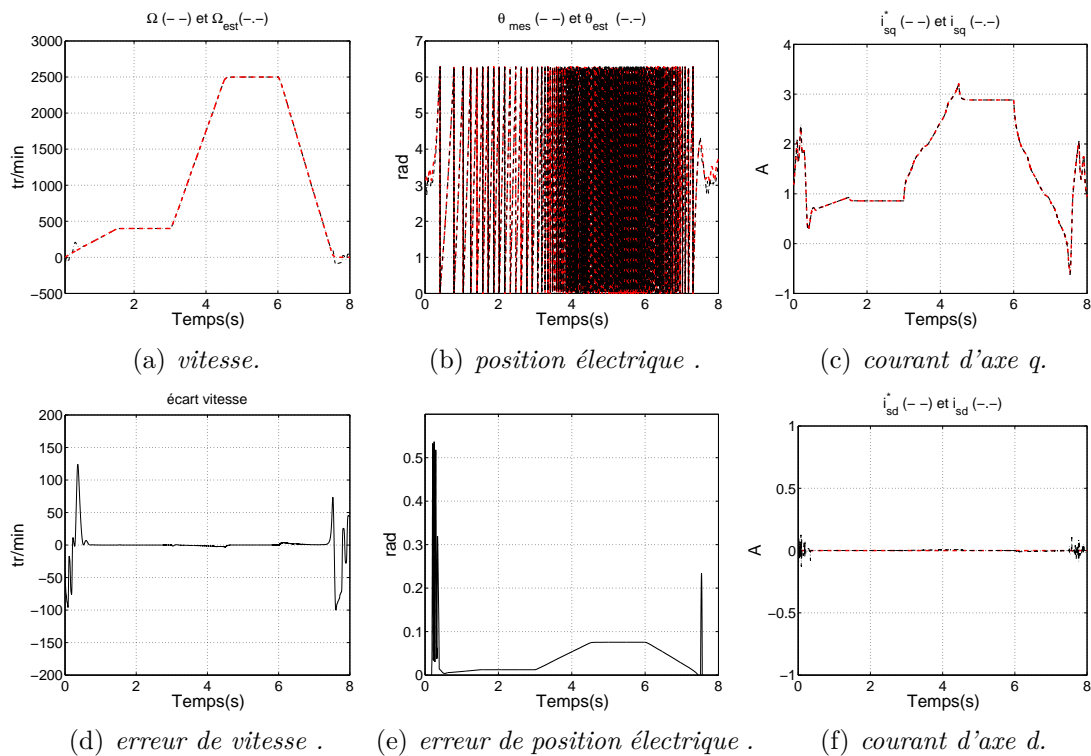 Ω (− −) et Ω_est(−.−)
3000
2500
2000
1500
1000
500
0
−500
tr/min
0 2 4 6 8
Temps(s)
(a) vitesse.
θ_mes (− −) et θ_est (−.−)
7
6
5
4
3
2
1
0
rad
0 2 4 6 8
Temps(s)
(b) position électrique .
i*_sq (− −) et i_sq (−.−)
4
3
2
1
0
−1
A
0 2 4 6 8
Temps(s)
(c) courant d'axe q.
écart vitesse
200
150
100
50
0
−50
−100
−150
−200
tr/min
0 2 4 6 8
Temps(s)
(d) erreur de vitesse .
0.5
0.4
0.3
0.2
0.1
0
rad
0 2 4 6 8
Temps(s)
(e) erreur de position électrique .
i*_sd (− −) et i_sd (−.−)
1
0.5
0
−0.5
−1
A
0 2 4 6 8
Temps(s)
(f) courant d'axe d.